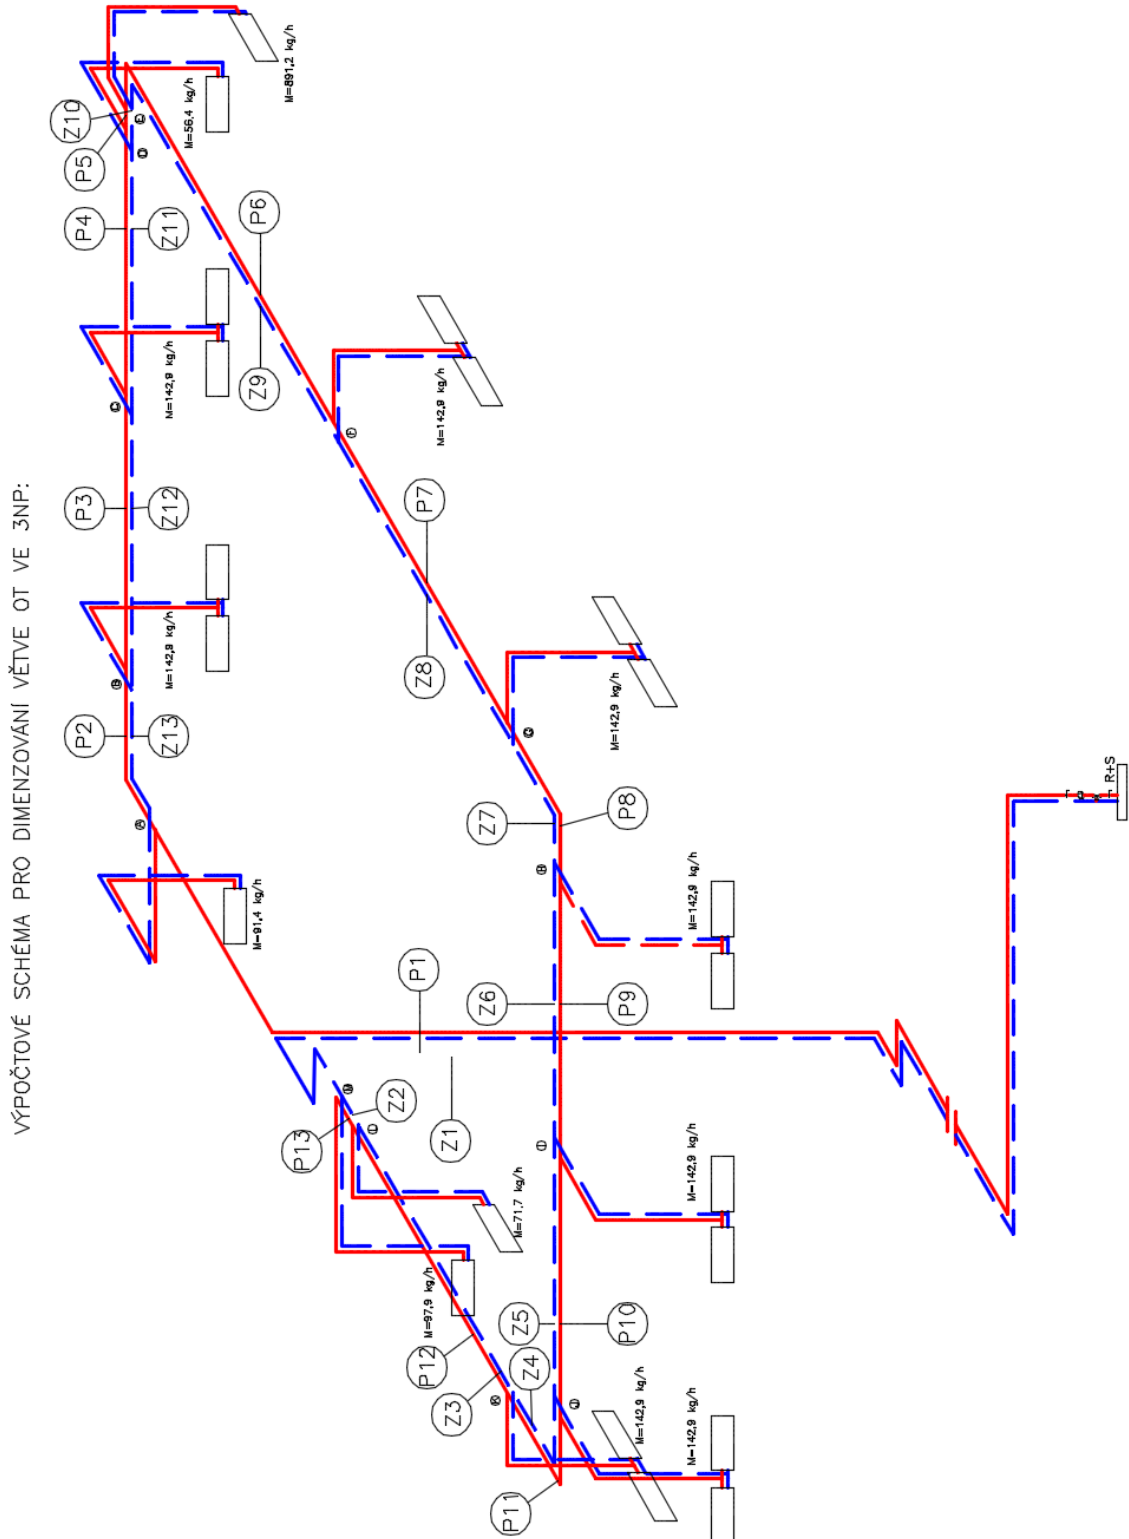 VÝPOČTOVÉ SCHÉMA PRO DIMENZOVÁNÍ VĚTVE OT VE 3NP:
M=891,2 kg/h
Z10
P5
M=56,4 kg/h
E
D
P4
Z11
P6
Z9
M=142,9 kg/h
C
M=142,9 kg/h
F
P3
Z12
P7
Z8
M=142,9 kg/h
B
P2
Z13
M=142,9 kg/h
G
A
Z7
P8
R+S
M=91,4 kg/h
H
M=142,9 kg/h
P1
Z6
P9
Z1
M
Z2
P13
L
I
M=71,7 kg/h
M=142,9 kg/h
M=97,9 kg/h
P12
Z5
P10
Z3
Z4
K
J
M=142,9 kg/h
M=142,9 kg/h
P11